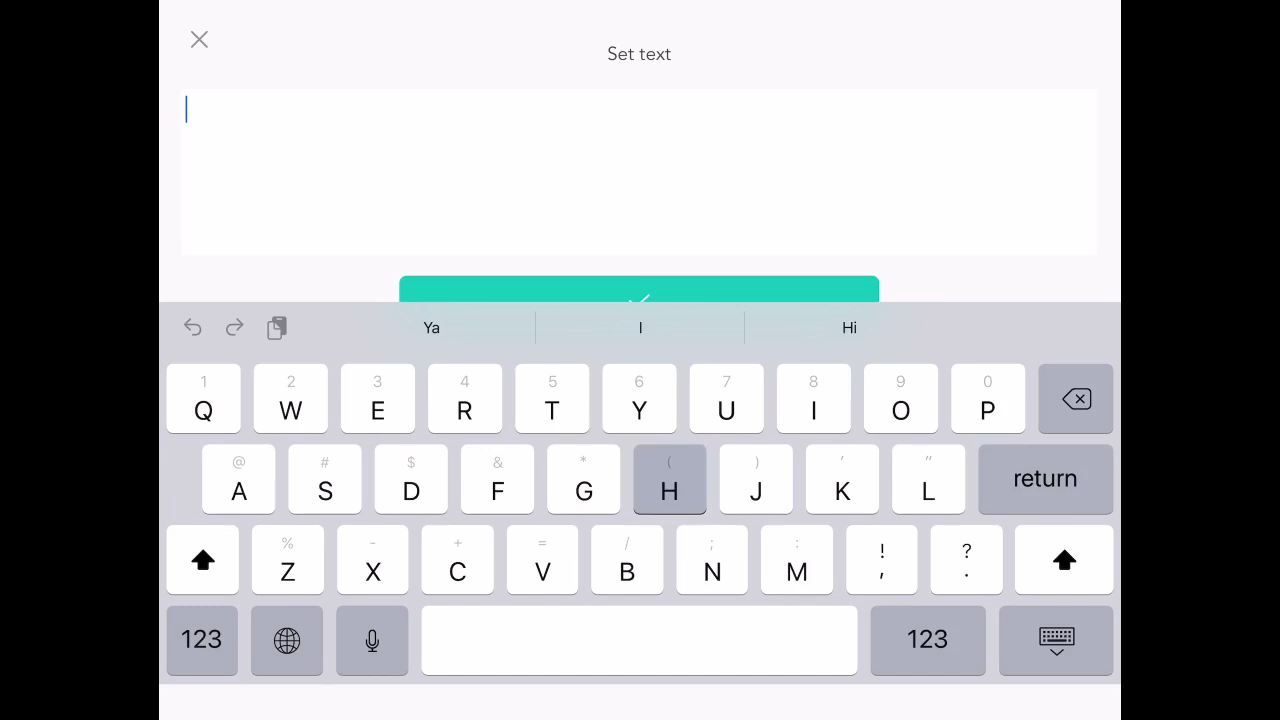 Set text
Ya I Hi
1 2 3 4 5 6 7 8 9 0
Q W E R T Y U I O P
@ # $ & * ( ) ' "
A S D F G H J K L return
% - + = / ; : ! ?
Z X C V B N M , .
123 123